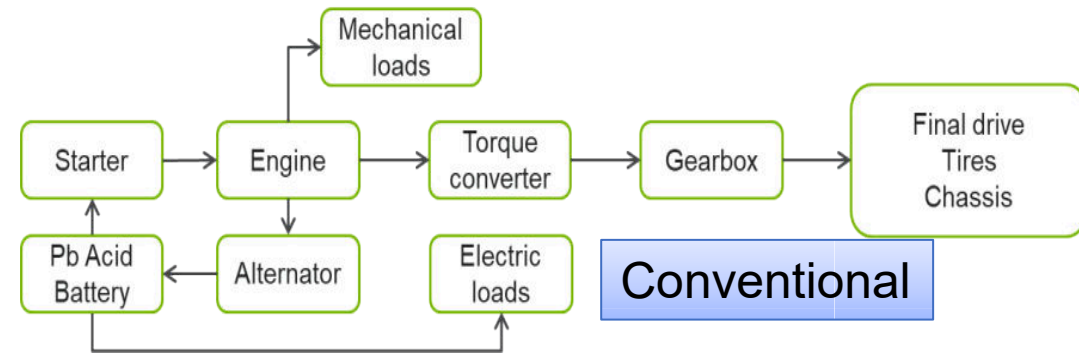 Mechanical
loads
Starter
Engine
Torque
converter
Gearbox
Final drive
Tires
Chassis
Pb Acid
Battery
Alternator
Electric
loads
Conventional